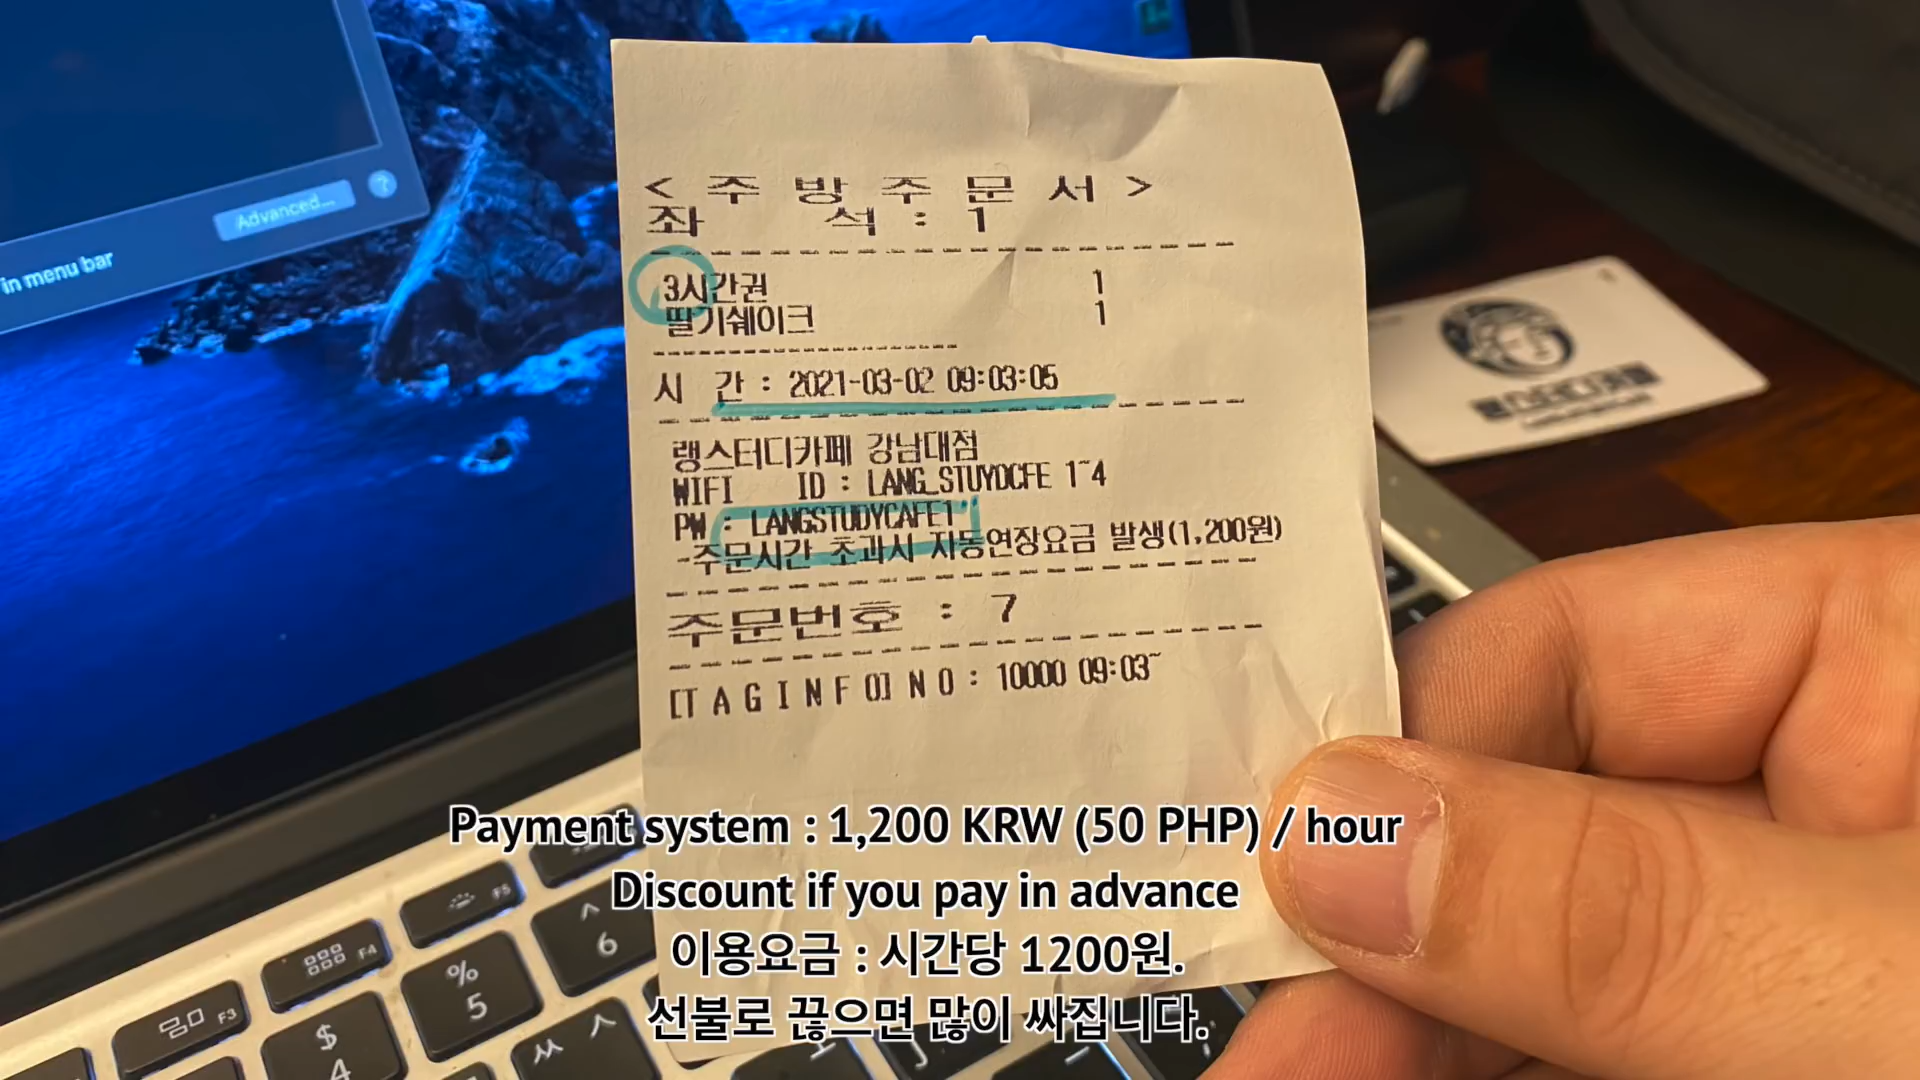 Advanced...
?
in menu bar
< 주 방 주 문 서 >
좌 석 : 1
3시간권 1
딸기쉐이크 1
시 간 : 2021-03-02 09:03:05
랭스터디카페 강남대점
WIFI ID : LANG_STUYDCFE 1~4
PW : LANGSTUDYCAFE1''
-주문시간 초과시 자동연장요금 발생(1,200원)
주문번호 : 7
[T A G I N F O] N O : 10000 09:03~
Payment system : 1,200 KRW (50 PHP) / hour
Discount if you pay in advance
이용요금 : 시간당 1200원.
선불로 끊으면 많이 싸집니다.
F5
F4
F3
^
6
%
5
$
4
ㅆ
ㅅ